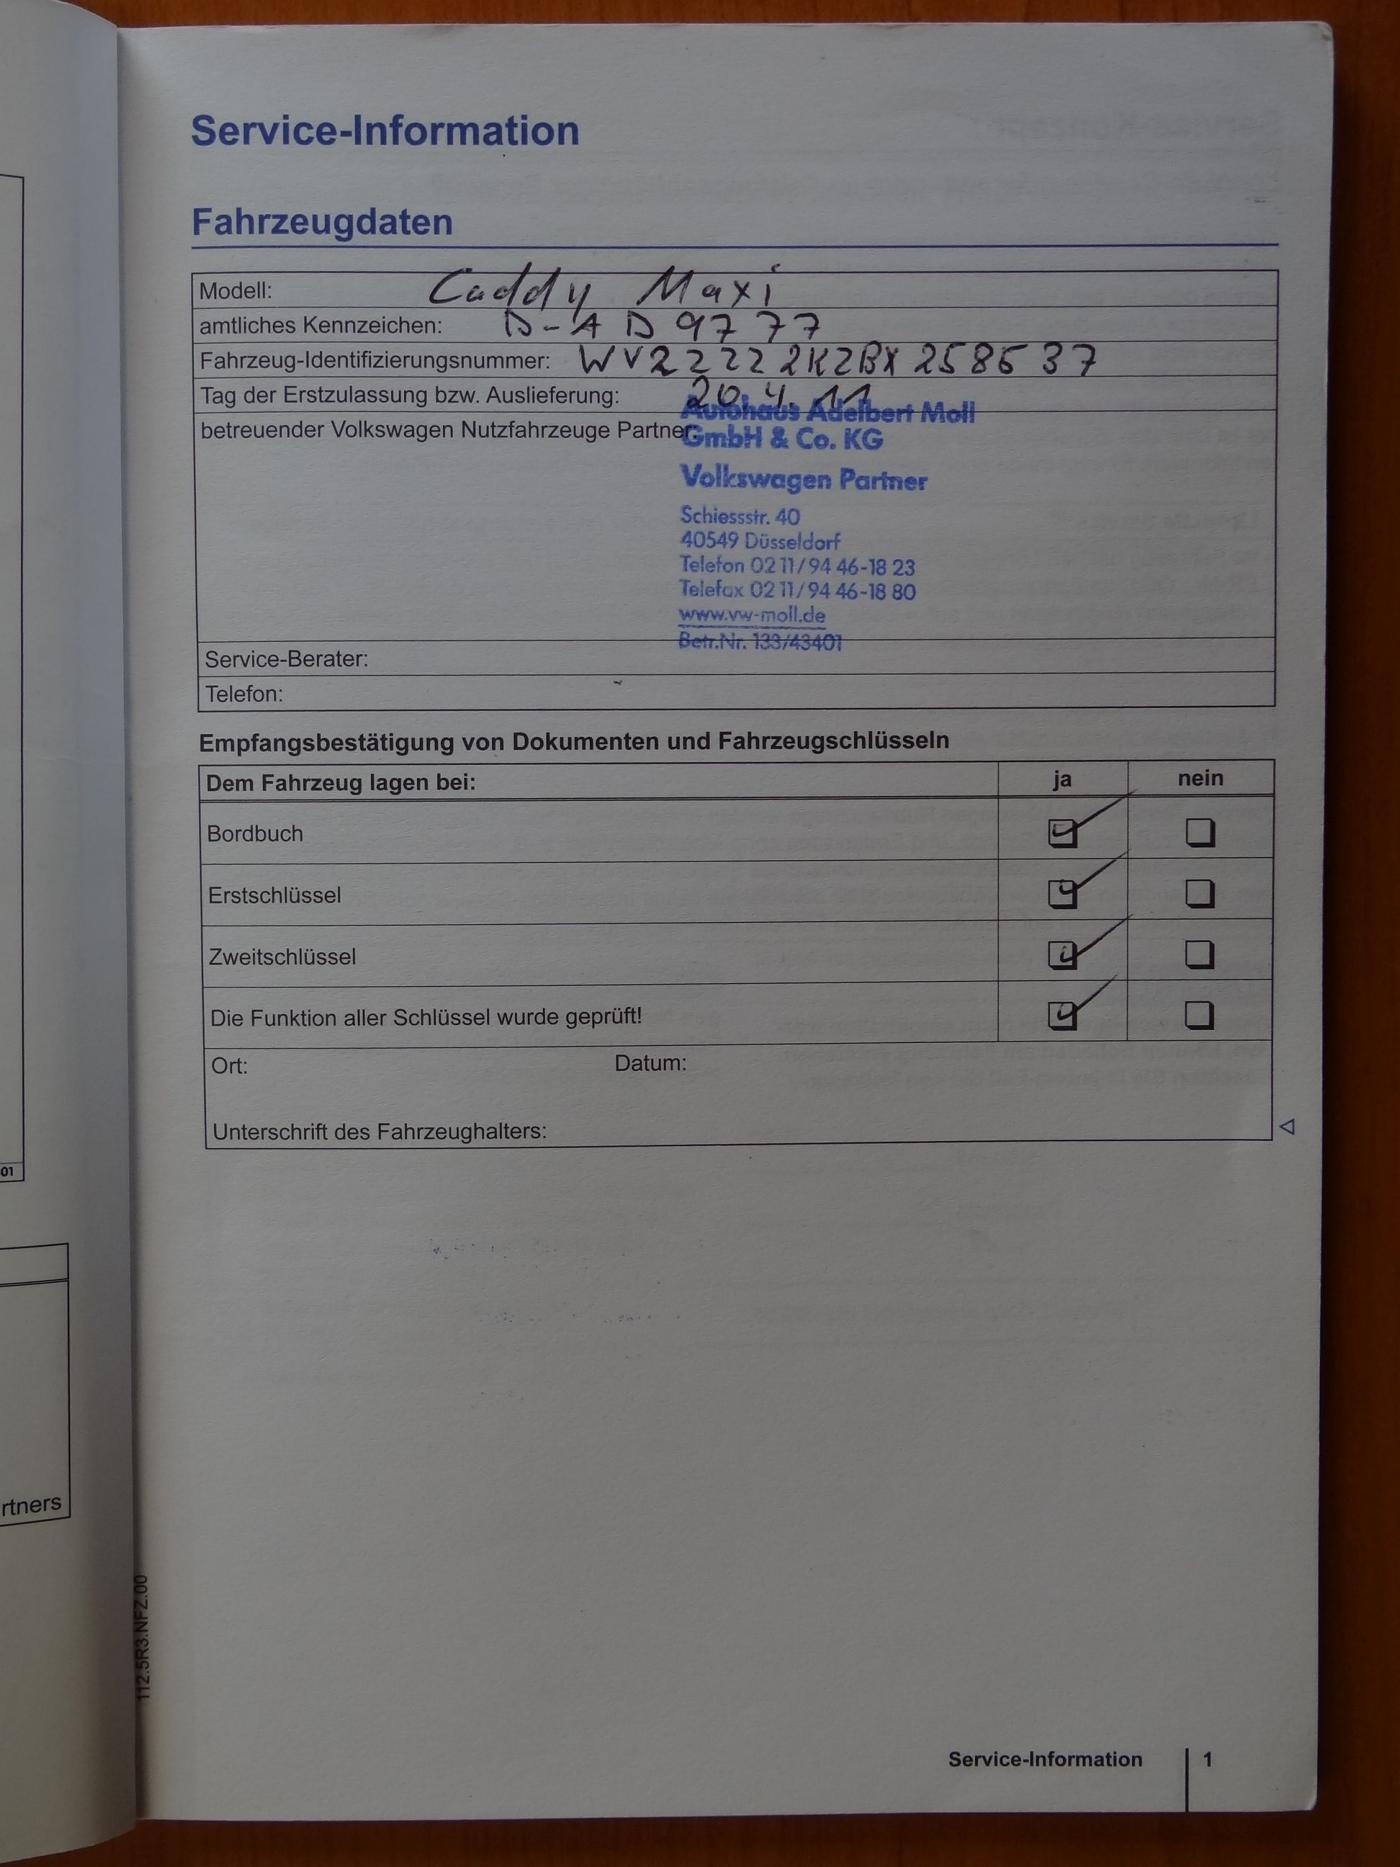 Service-Information
Fahrzeugdaten
Modell: Caddy Maxi
amtliches Kennzeichen: D-AD 9777
Fahrzeug-Identifizierungsnummer: WV2ZZZ2KZBX258537
Tag der Erstzulassung bzw. Auslieferung: 20.4.11
betreuender Volkswagen Nutzfahrzeuge Partner:
Autohaus Adelbert Moll
GmbH & Co. KG
Volkswagen Partner
Schiessstr. 40
40549 Düsseldorf
Telefon 02 11/94 46-18 23
Telefax 02 11/94 46-18 80
www.vw-moll.de
Betr.Nr. 133/43401
Service-Berater:
Telefon:
Empfangsbestätigung von Dokumenten und Fahrzeugschlüsseln
Dem Fahrzeug lagen bei: ja nein
Bordbuch
Erstschlüssel
Zweitschlüssel
Die Funktion aller Schlüssel wurde geprüft!
Ort: Datum:
Unterschrift des Fahrzeughalters:
01
rtners
112.5R3.NFZ.00
Service-Information 1